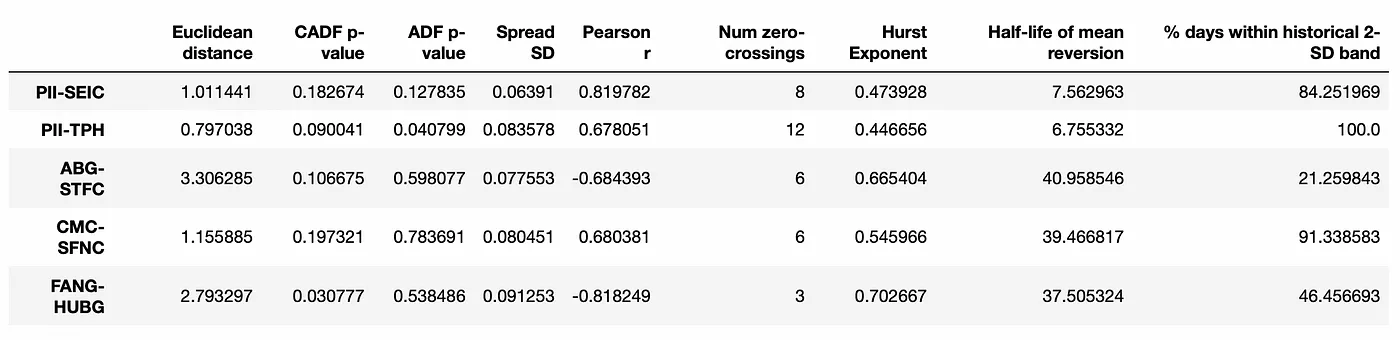 Euclidean distance CADF p-value ADF p-value Spread SD Pearson r Num zero-crossings Hurst Exponent Half-life of mean reversion % days within historical 2-SD band
PII-SEIC 1.011441 0.182674 0.127835 0.06391 0.819782 8 0.473928 7.562963 84.251969
PII-TPH 0.797038 0.090041 0.040799 0.083578 0.678051 12 0.446656 6.755332 100.0
ABG-STFC 3.306285 0.106675 0.598077 0.077553 -0.684393 6 0.665404 40.958546 21.259843
CMC-SFNC 1.155885 0.197321 0.783691 0.080451 0.680381 6 0.545966 39.466817 91.338583
FANG-HUBG 2.793297 0.030777 0.538486 0.091253 -0.818249 3 0.702667 37.505324 46.456693